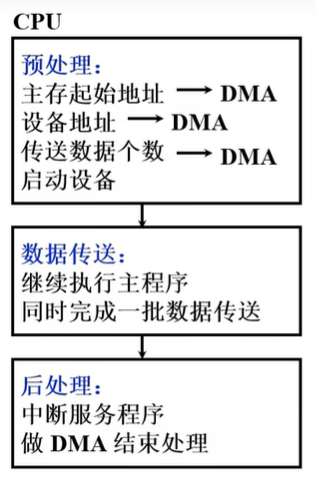 CPU
预处理：
主存起始地址 → DMA
设备地址 → DMA
传送数据个数 → DMA
启动设备
数据传送：
继续执行主程序
同时完成一批数据传送
后处理：
中断服务程序
做 DMA 结束处理